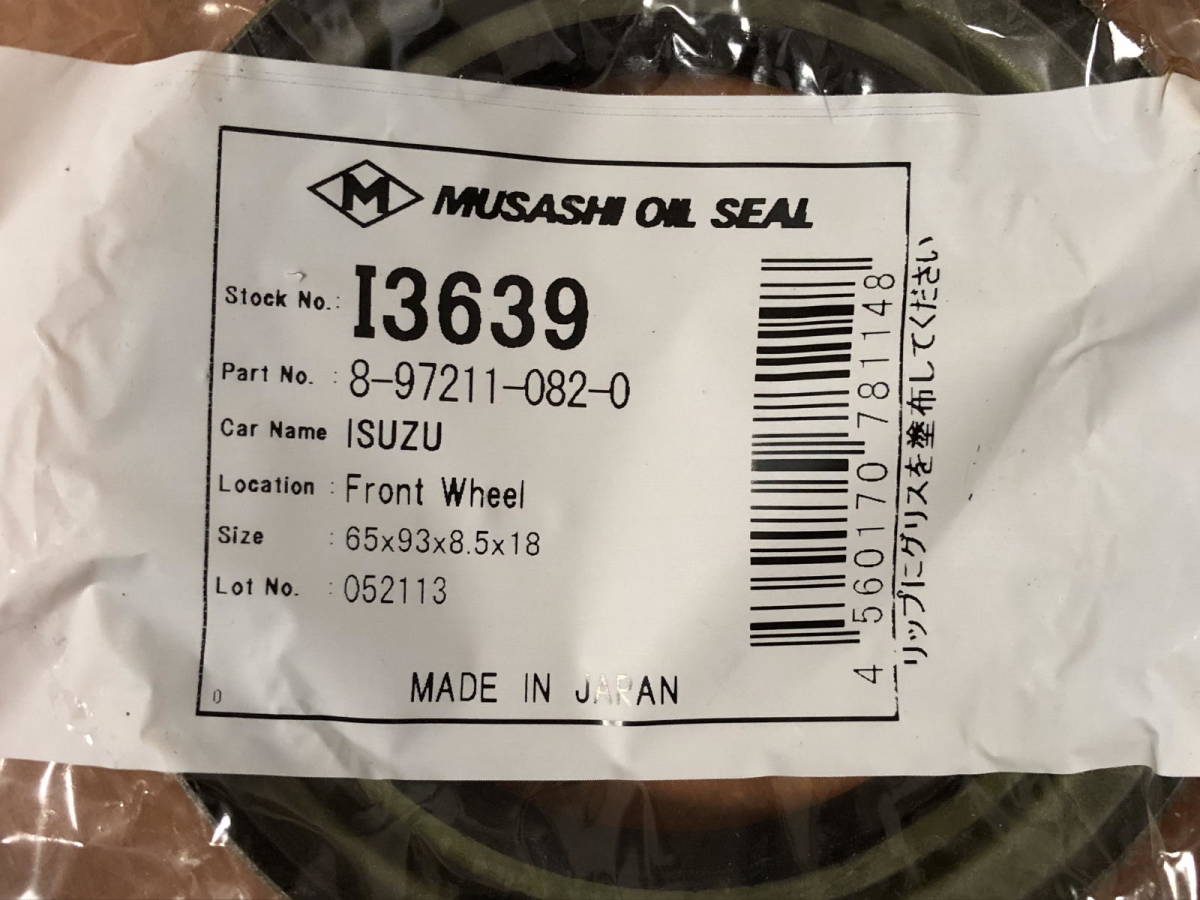 M MUSASHI OIL SEAL
Stock No.: I3639
Part No. : 8-97211-082-0
Car Name ISUZU
Location : Front Wheel
Size : 65x93x8.5x18
Lot No. : 052113
MADE IN JAPAN
0
4 560170 781148
リップにグリスを塗布してください